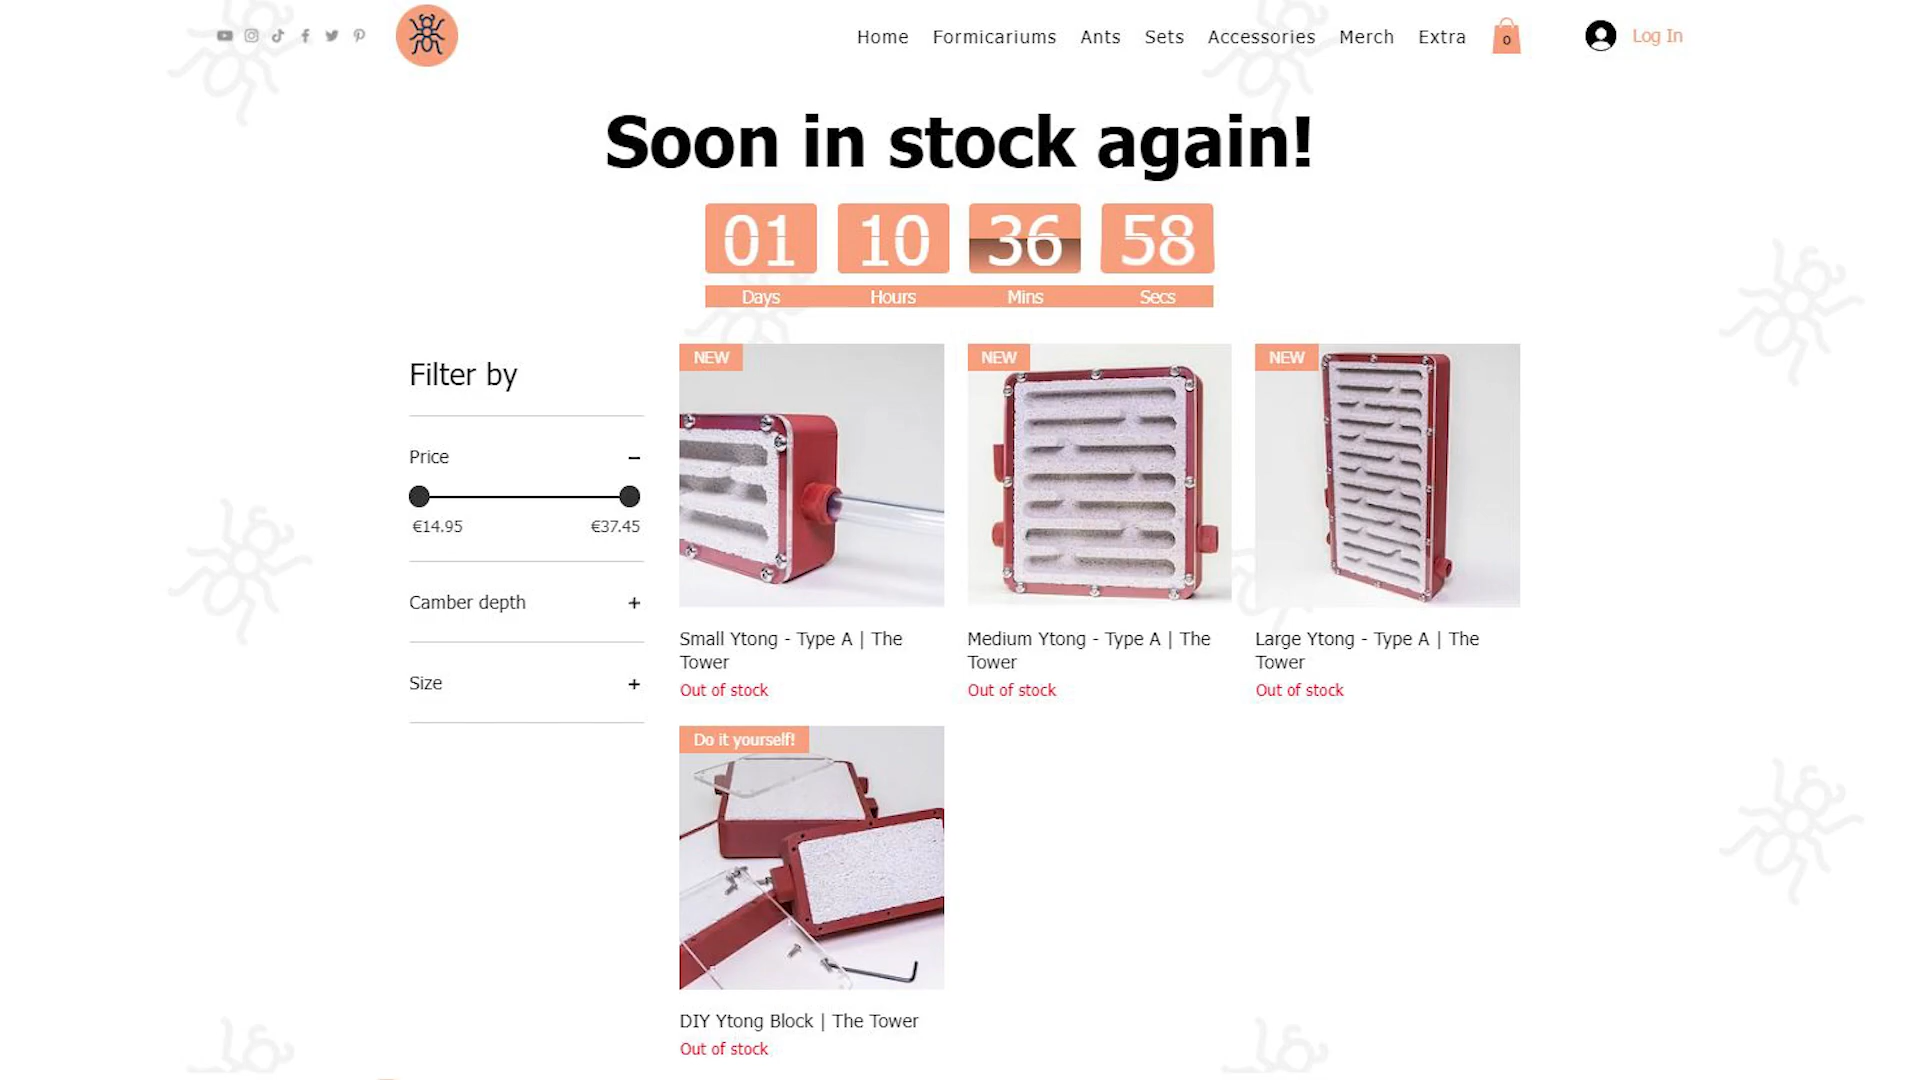 Home Formicariums Ants Sets Accessories Merch Extra 0 Log In
Soon in stock again!
01 10 36 58
Days Hours Mins Secs
Filter by
Price
€14.95 €37.45
Camber depth
Size
NEW
Small Ytong - Type A | The
Tower
Out of stock
NEW
Medium Ytong - Type A | The
Tower
Out of stock
NEW
Large Ytong - Type A | The
Tower
Out of stock
Do it yourself!
DIY Ytong Block | The Tower
Out of stock